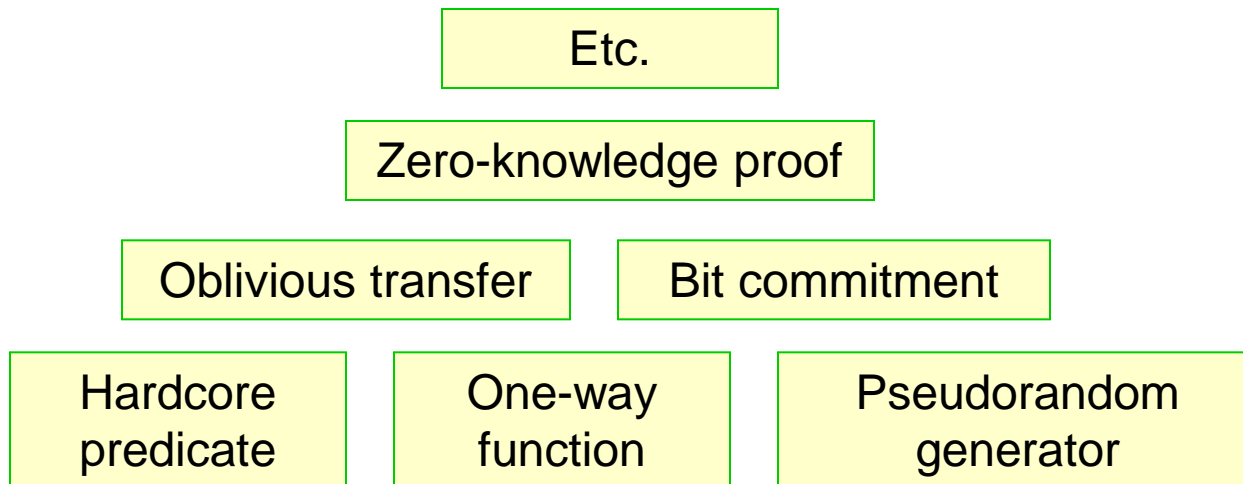 Etc.
Zero-knowledge proof
Oblivious transfer
Bit commitment
Hardcore
predicate
One-way
function
Pseudorandom
generator